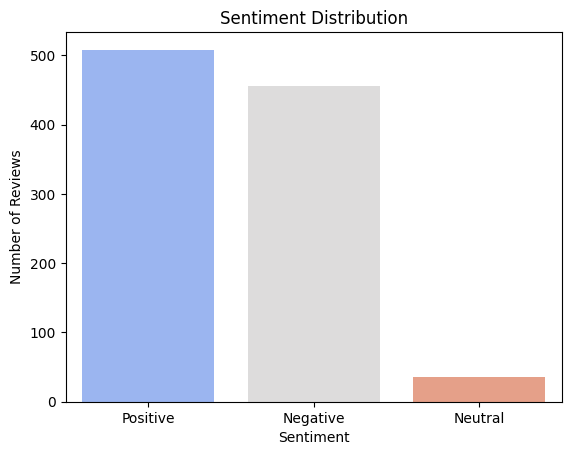 Sentiment Distribution
Number of Reviews
500
400
300
200
100
0
Positive Negative Neutral
Sentiment